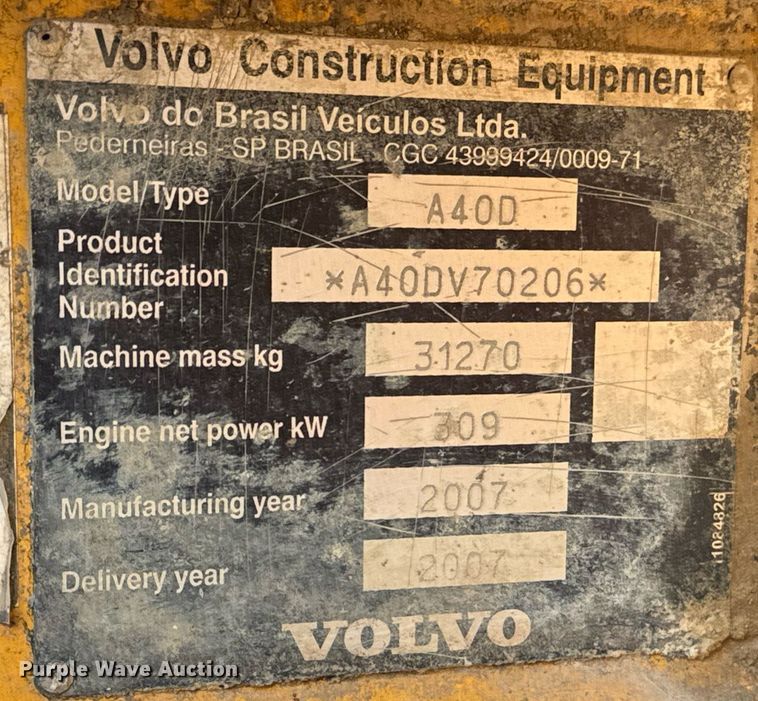 Volvo Construction Equipment
Volvo do Brasil Veículos Ltda.
Pederneiras - SP BRASIL CGC 43999424/0009-71
Model/Type A40D
Product
Identification
Number *A40DV70206*
Machine mass kg 31270
Engine net power kW 309
Manufacturing year 2007
Delivery year 2007
11084826
VOLVO
Purple Wave Auction